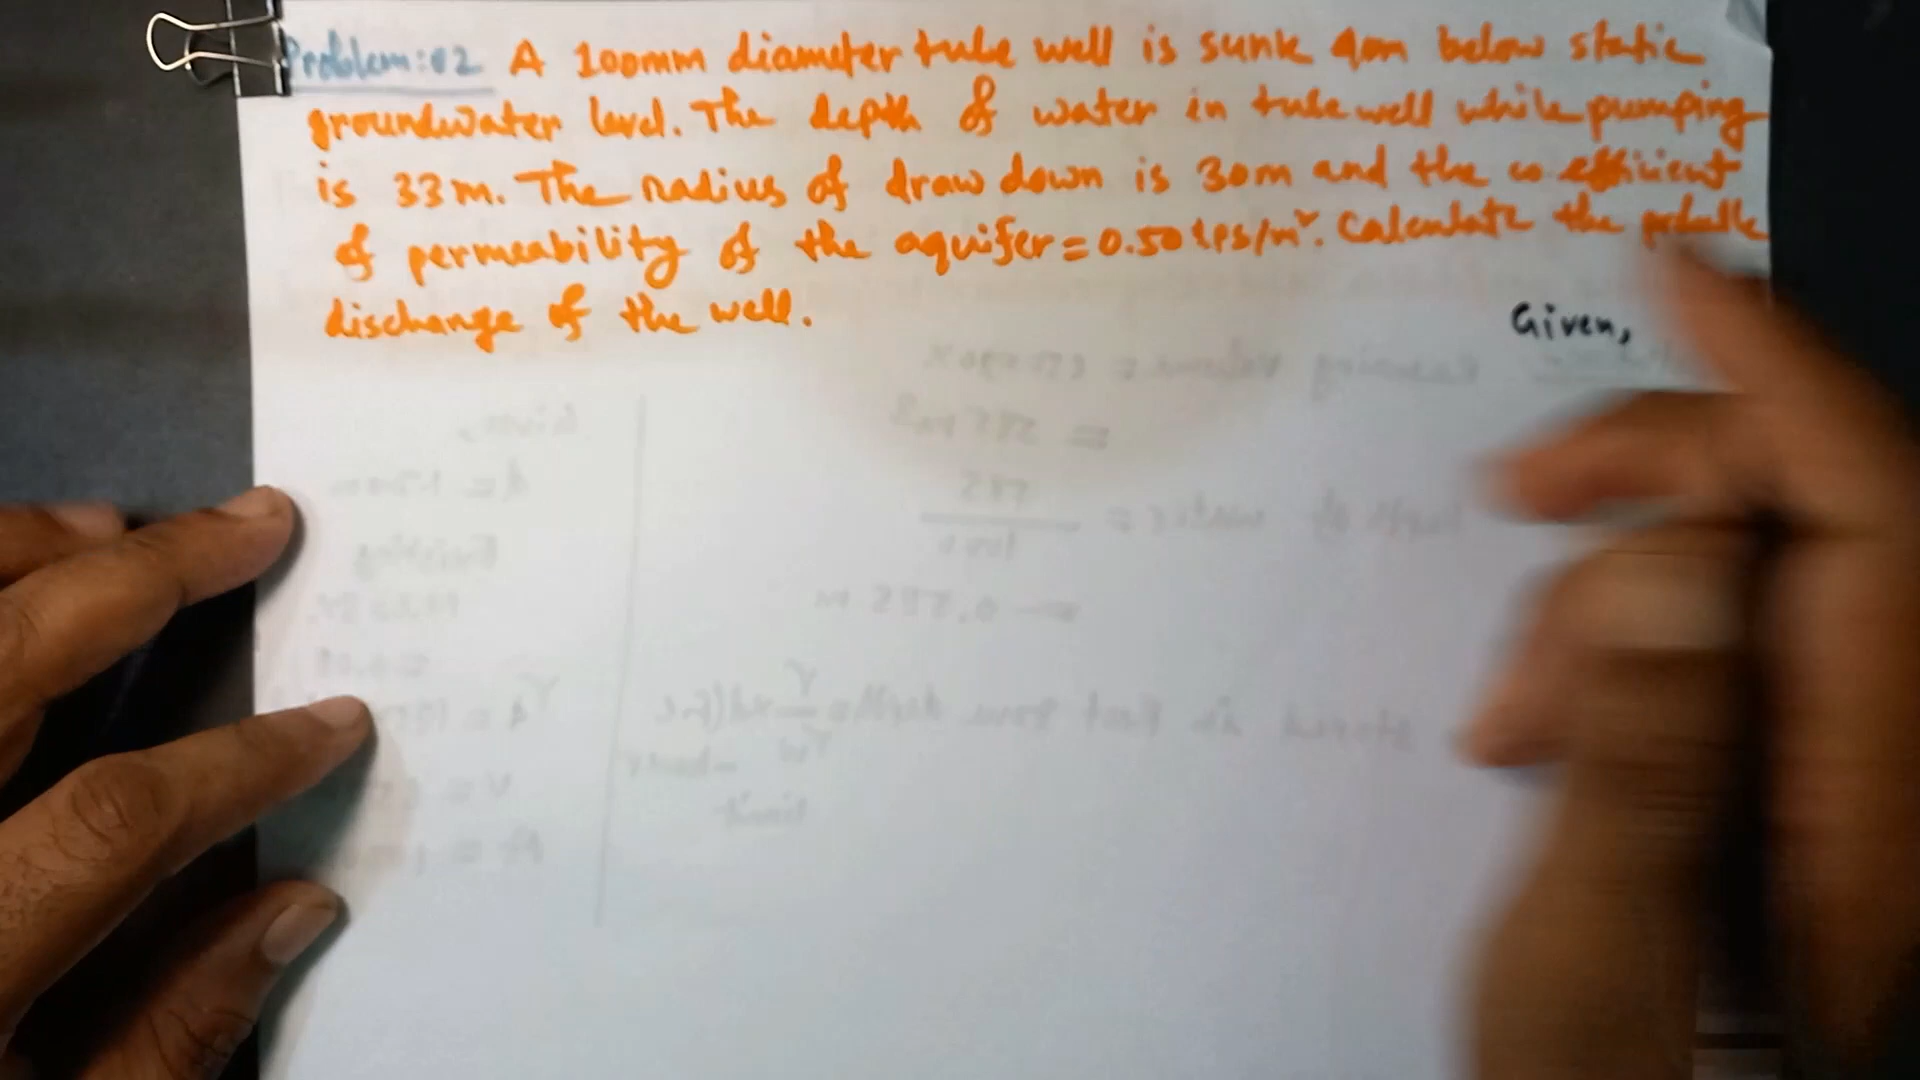 Problem:02 A 100mm diameter tube well is sunk 40m below static
groundwater level. The depth of water in tubewell while pumping
is 33m. The radius of draw down is 30m and the co-efficient
of permeability of the aquifer = 0.50 lps/m². Calculate the
discharge of the well.
Given,